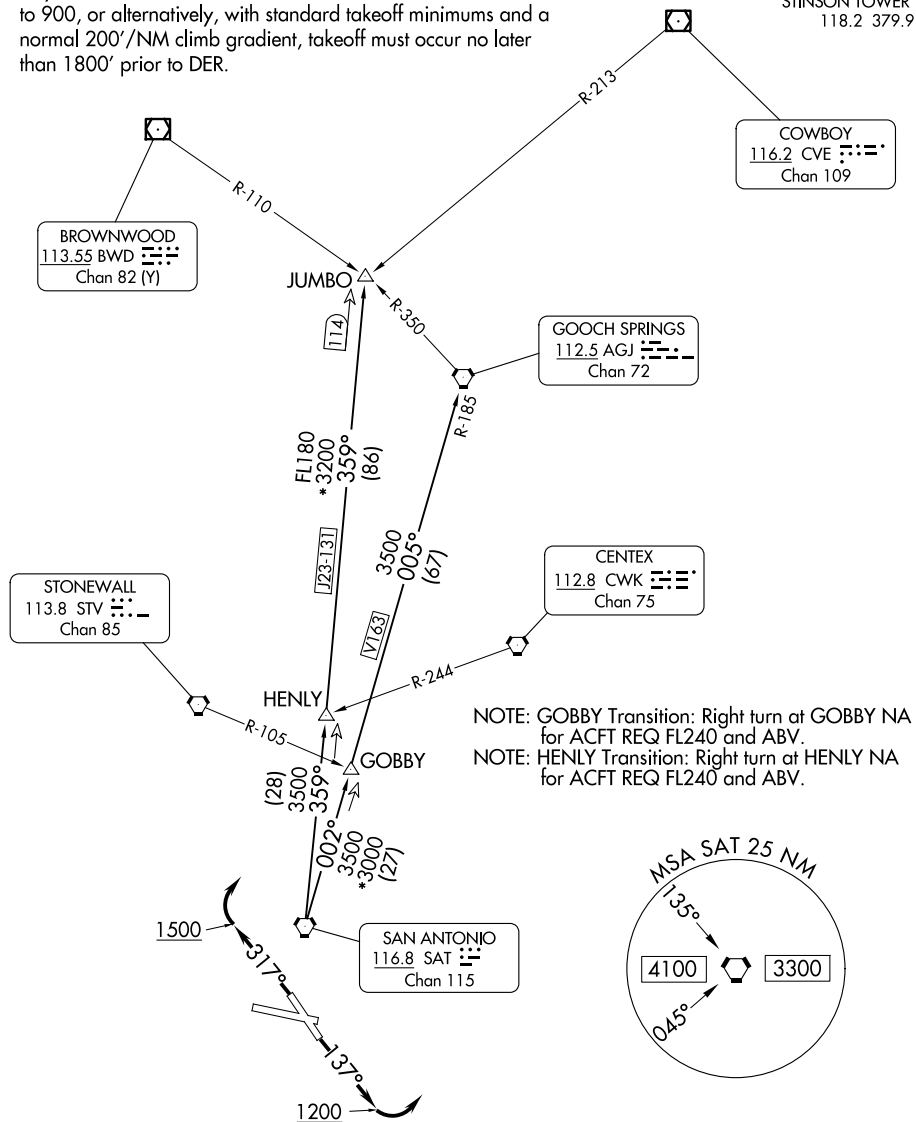 to 900, or alternatively, with standard takeoff minimums and a
normal 200'/NM climb gradient, takeoff must occur no later
than 1800' prior to DER.
STINSON TOWER
118.2 379.9
R-213
COWBOY
116.2 CVE
Chan 109
R-110
BROWNWOOD
113.55 BWD
Chan 82 (Y)
JUMBO
114
R-350
GOOCH SPRINGS
112.5 AGJ
Chan 72
R-185
FL180
*3200
359°
(86)
J23-131
3500
005°
(67)
V163
CENTEX
112.8 CWK
Chan 75
STONEWALL
113.8 STV
Chan 85
R-244
HENLY
R-105
GOBBY
NOTE: GOBBY Transition: Right turn at GOBBY NA
for ACFT REQ FL240 and ABV.
NOTE: HENLY Transition: Right turn at HENLY NA
for ACFT REQ FL240 and ABV.
(28)
3500
359°
002°
3500
*3000
(27)
SAN ANTONIO
116.8 SAT
Chan 115
1500
317°
137°
1200
MSA SAT 25 NM
135°
4100
3300
045°